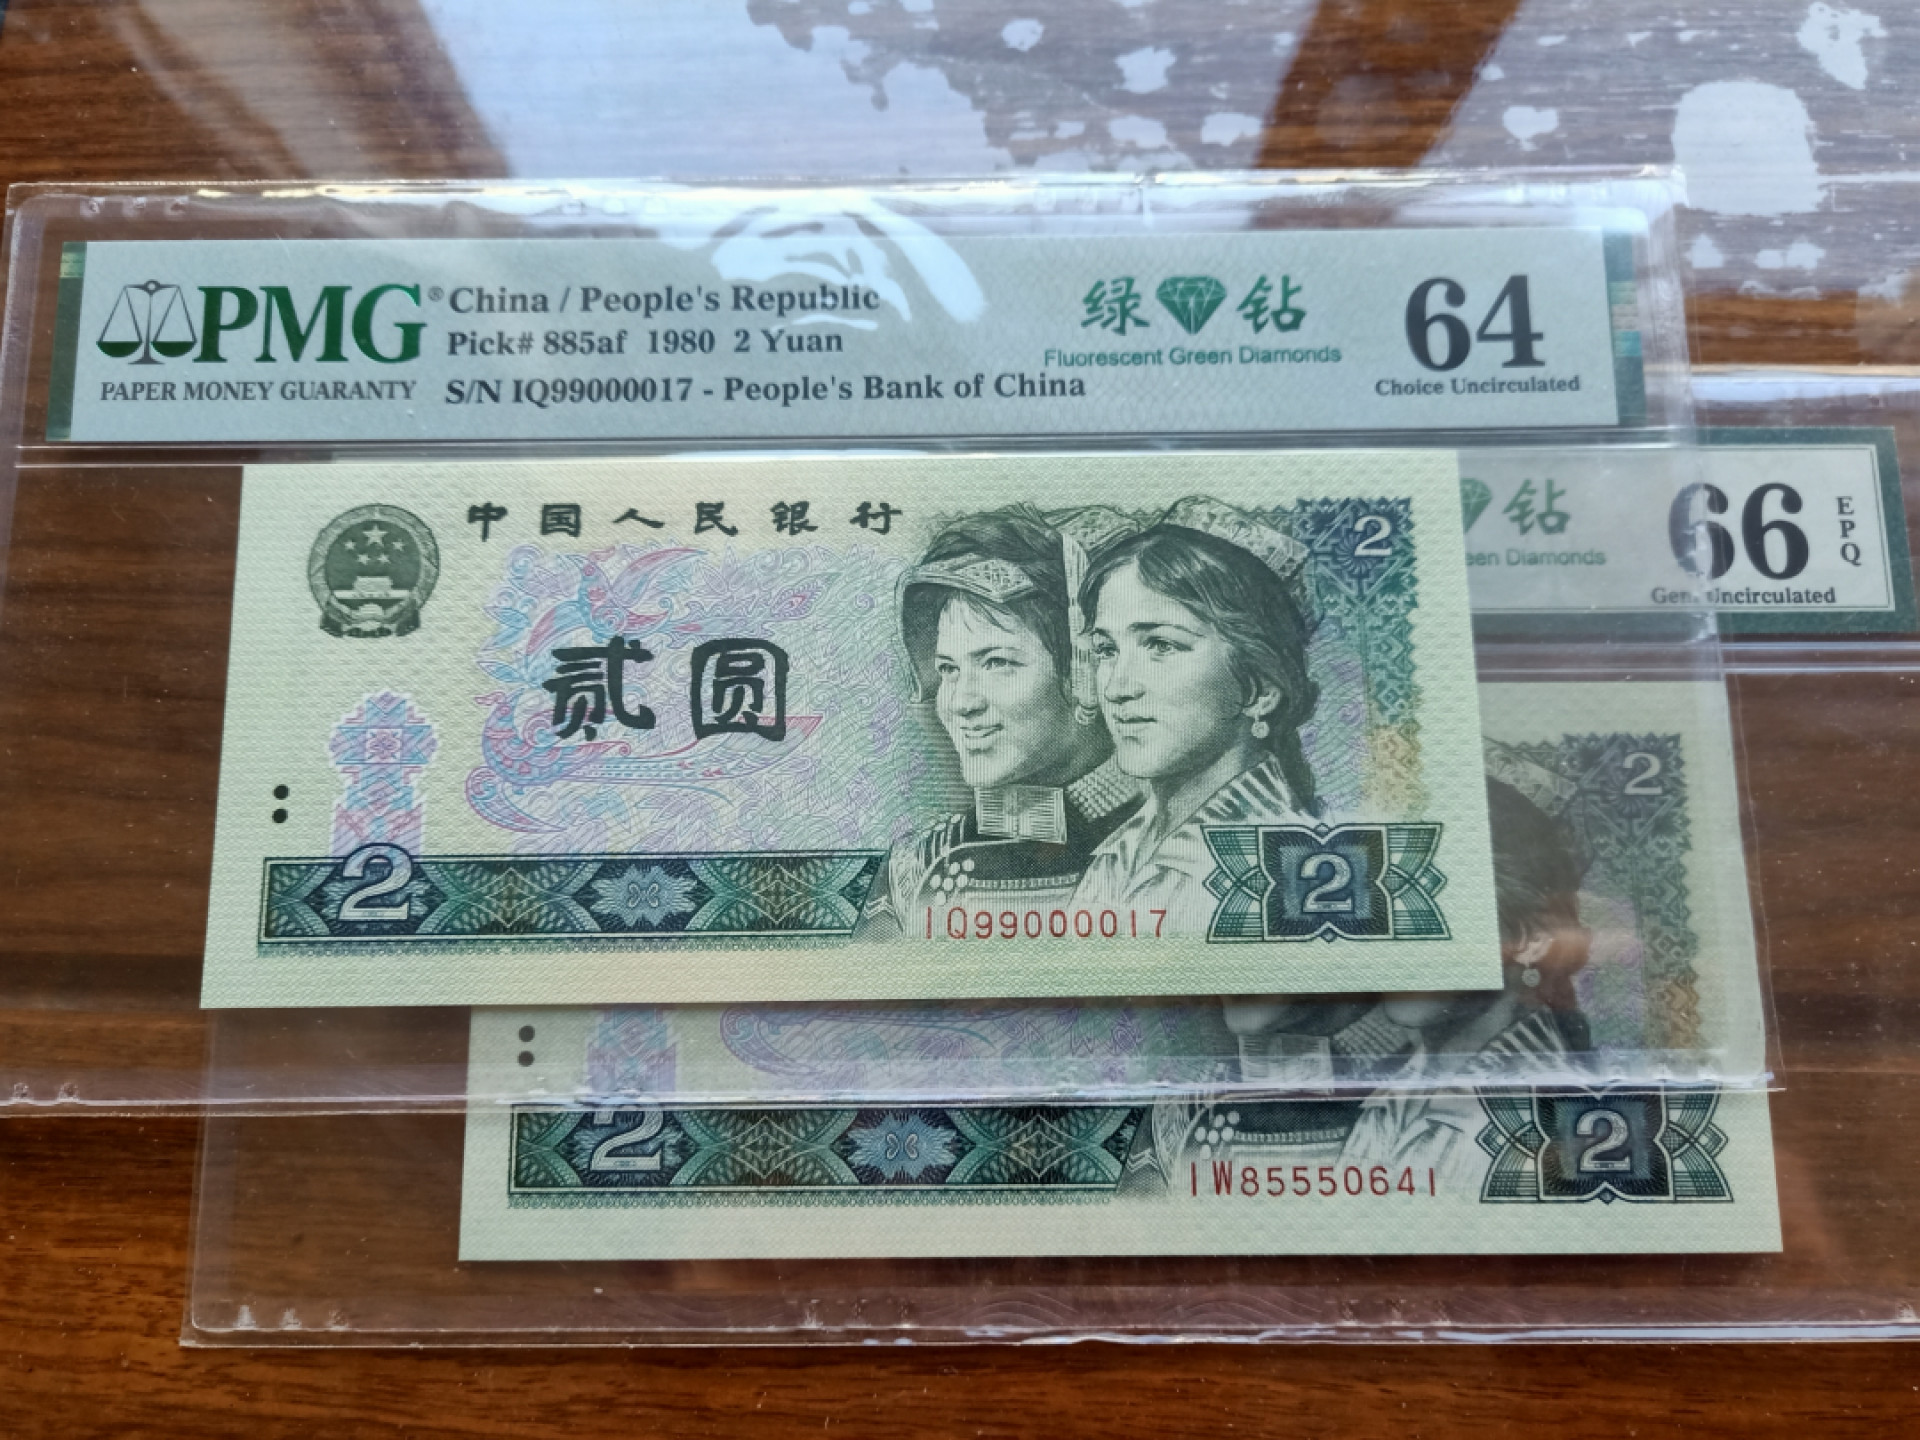 PMG®
PAPER MONEY GUARANTY
China / People's Republic
Pick# 885af 1980 2 Yuan
S/N IQ99000017 - People's Bank of China
绿 钻
Fluorescent Green Diamonds
64
Choice Uncirculated
中国人民银行
2
贰圆
2
IQ99000017
2
钻
Diamonds
66
EPQ
Uncirculated
2
2
IW85550641
2